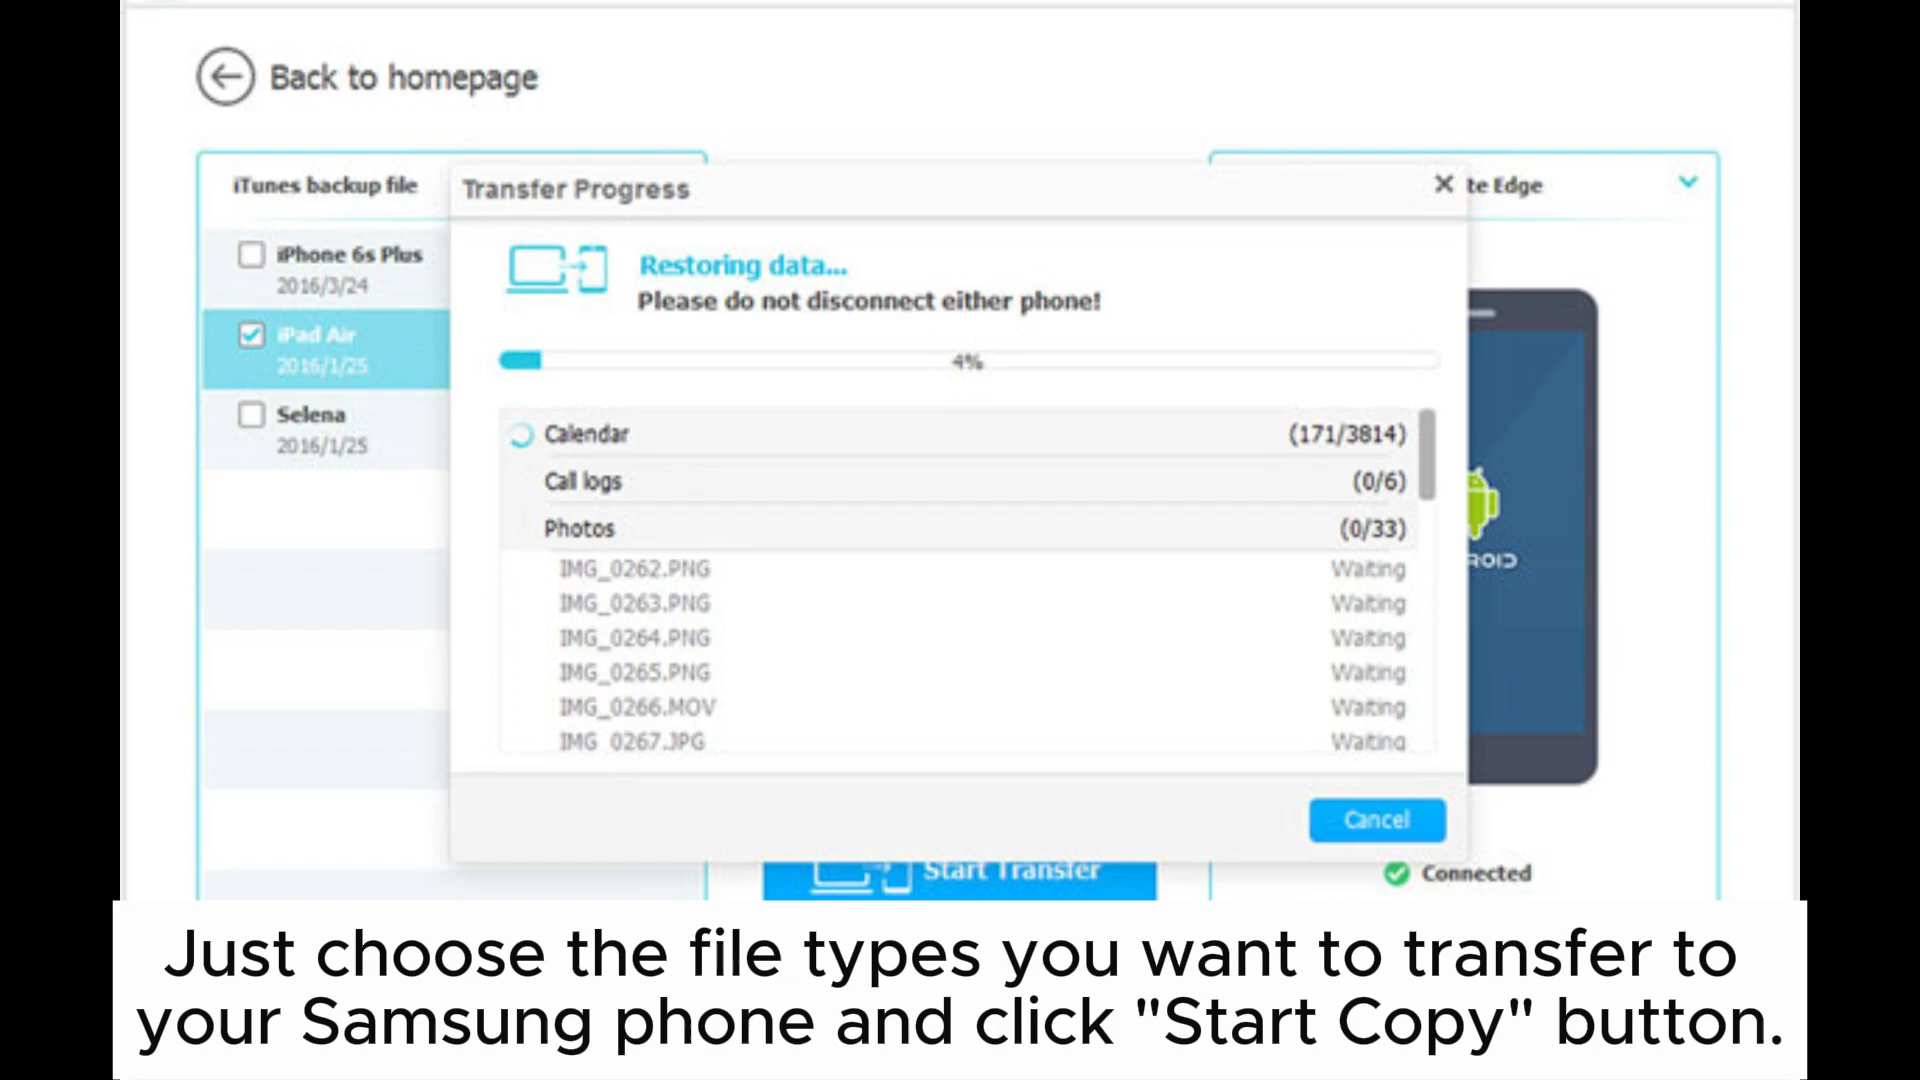 Back to homepage
iTunes backup file
Transfer Progress
te Edge
iPhone 6s Plus
2016/3/24
Restoring data...
Please do not disconnect either phone!
iPad Air
2016/1/25
4%
Selena
2016/1/25
Calendar (171/3814)
Call logs (0/6)
Photos (0/33)
IMG_0262.PNG Waiting
IMG_0263.PNG Waiting
IMG_0264.PNG Waiting
IMG_0265.PNG Waiting
IMG_0266.MOV Waiting
IMG_0267.JPG Waiting
ROID
Cancel
Start Transfer
Connected
Just choose the file types you want to transfer to
your Samsung phone and click "Start Copy" button.